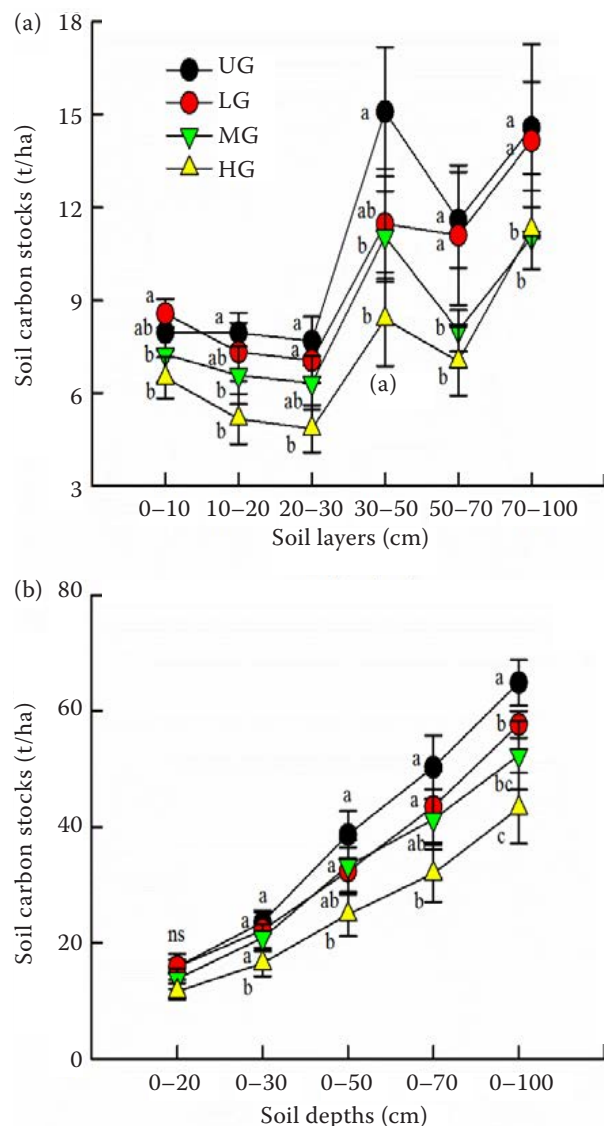 (a)
18
15
12
9
6
3
Soil carbon stocks (t/ha)
UG
LG
MG
HG
a
ab
b
b
a
ab
b
b
a
a
ab
b
a
ab
b
b
(a)
a
a
b
b
a
a
b
b
0–10 10–20 20–30 30–50 50–70 70–100
Soil layers (cm)
(b)
80
60
40
20
0
Soil carbon stocks (t/ha)
ns
a
a
a
b
a
a
ab
b
a
a
ab
b
a
b
bc
c
0–20 0–30 0–50 0–70 0–100
Soil depths (cm)